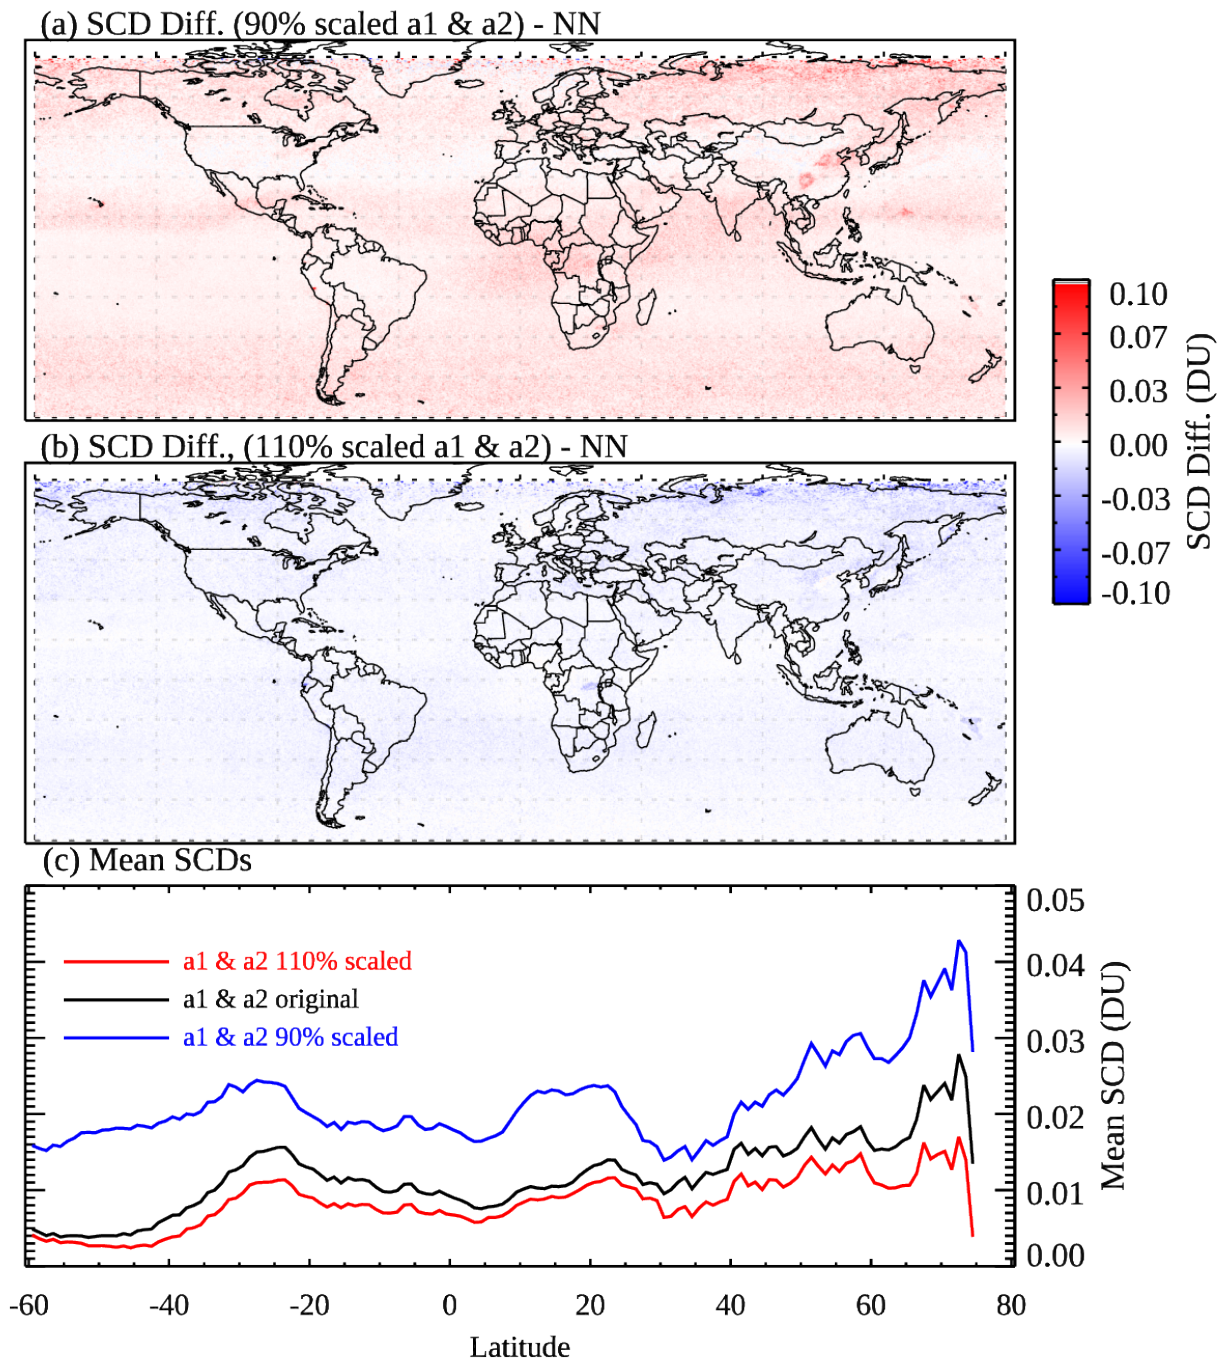 (a) SCD Diff. (90% scaled a1 & a2) - NN
0.10
0.07
0.03
0.00
-0.03
-0.07
-0.10
SCD Diff. (DU)
(b) SCD Diff., (110% scaled a1 & a2) - NN
(c) Mean SCDs
a1 & a2 110% scaled
a1 & a2 original
a1 & a2 90% scaled
0.05
0.04
0.03
0.02
0.01
0.00
Mean SCD (DU)
-60 -40 -20 0 20 40 60 80
Latitude